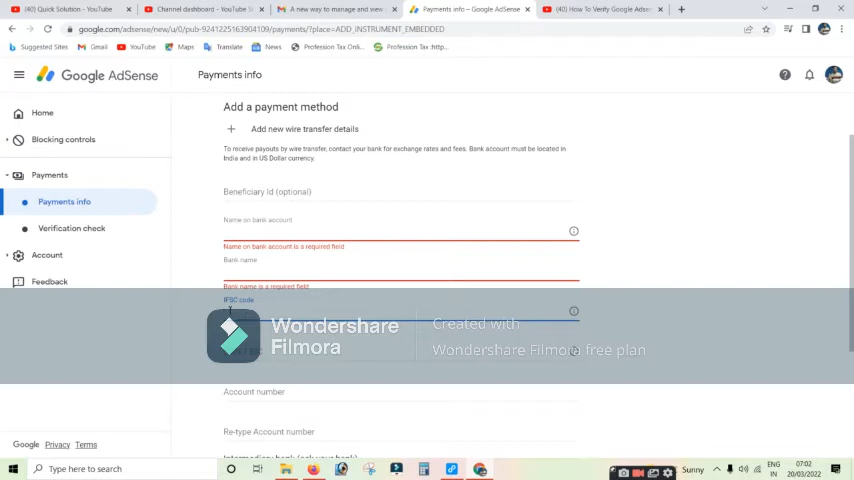 (40) Quick Solution - YouTube
Channel dashboard - YouTube S
A new way to manage and view
Payments info – Google AdSense
(40) How To Verify Google Adsen
google.com/adsense/new/u/0/pub-9241225163904109/payments/?place=ADD_INSTRUMENT_EMBEDDED
Suggested Sites
Gmail
YouTube
Maps
Translate
News
Profession Tax Onli...
Profession Tax :http...
Google AdSense
Payments info
Home
Blocking controls
Payments
Payments info
Verification check
Account
Feedback
Google Privacy Terms
Add a payment method
Add new wire transfer details
To receive payouts by wire transfer, contact your bank for exchange rates and fees. Bank account must be located in
India and in US Dollar currency.
Beneficiary Id (optional)
Name on bank account
Name on bank account is a required field
Bank name
Bank name is a required field
IFSC code
Wondershare
Filmora
Created with
Wondershare Filmora free plan
Account number
Re-type Account number
Intermediary bank (ask your bank)
Type here to search
Sunny
ENG
IN
07:02
20/03/2022